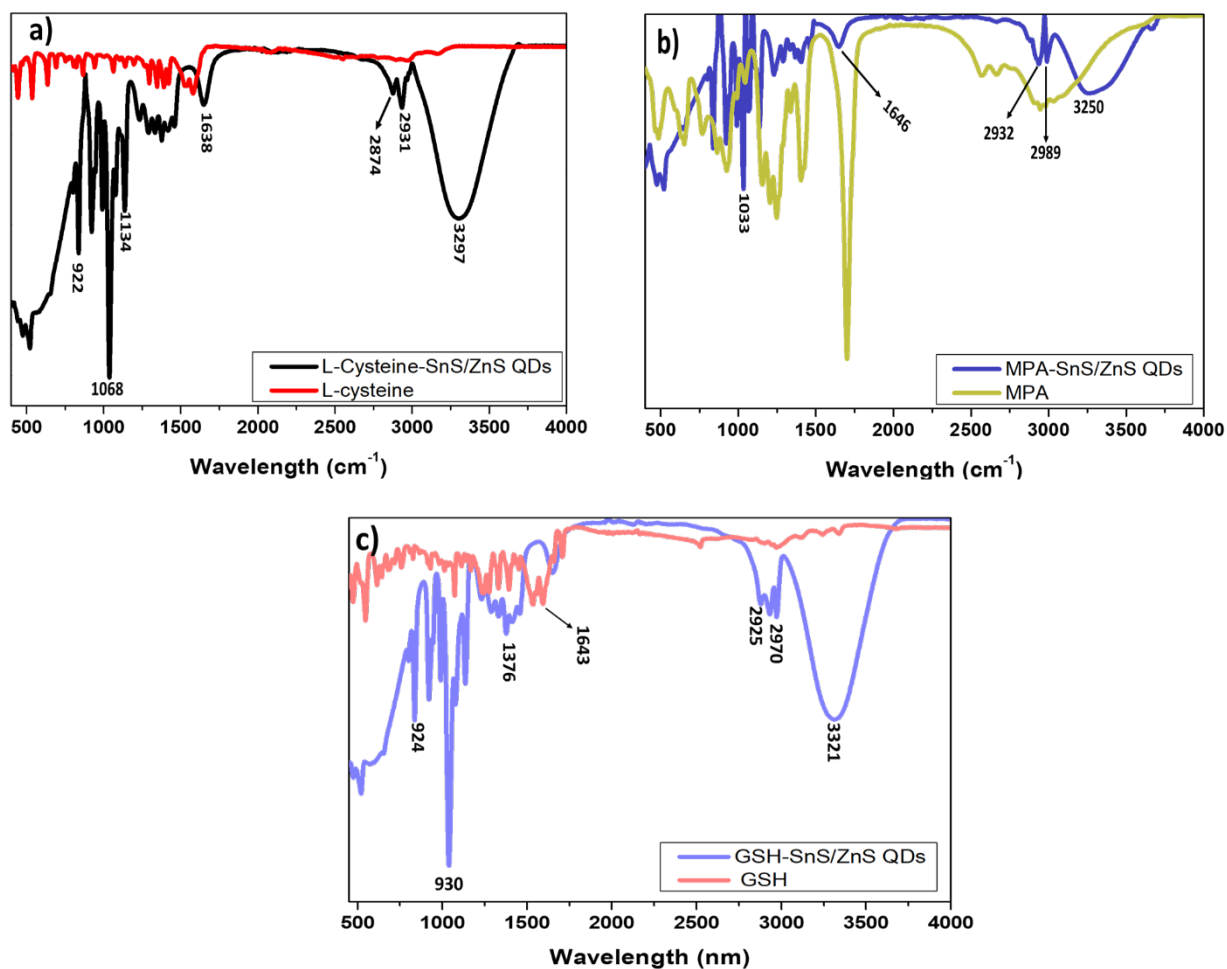 a)
1638
2874
2931
3297
1134
922
1068
L-Cysteine-SnS/ZnS QDs
L-cysteine
500 1000 1500 2000 2500 3000 3500 4000
Wavelength (cm⁻¹)
b)
1646
2932
2989
3250
1033
MPA-SnS/ZnS QDs
MPA
500 1000 1500 2000 2500 3000 3500 4000
Wavelength (cm⁻¹)
c)
1376
1643
2925
2970
3321
924
930
GSH-SnS/ZnS QDs
GSH
500 1000 1500 2000 2500 3000 3500 4000
Wavelength (nm)